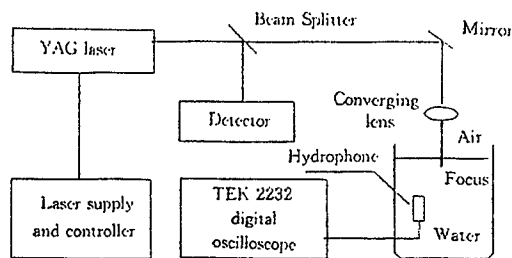 Beam Splitter
Mirror
YAG laser
Detector
Converging
lens
Air
Hydrophone
Focus
Laser supply
and controller
TEK 2232
digital
oscilloscope
Water